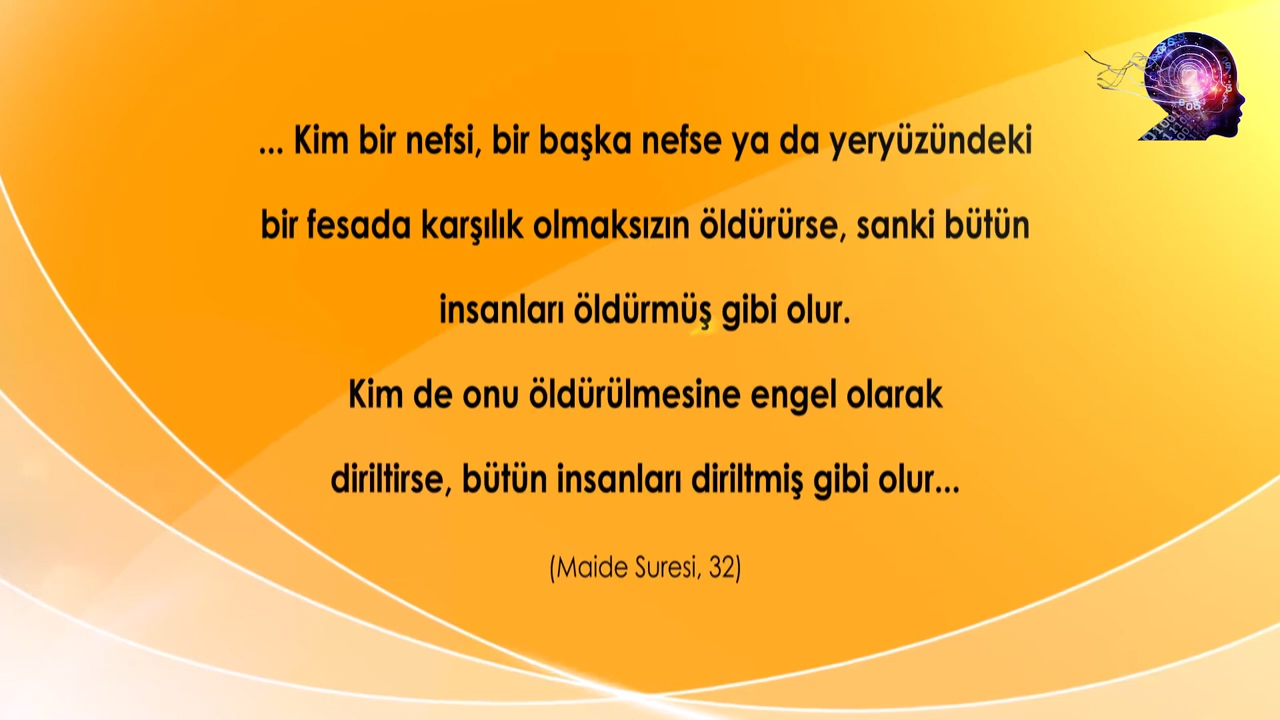 ... Kim bir nefsi, bir başka nefse ya da yeryüzündeki
bir fesada karşılık olmaksızın öldürürse, sanki bütün
insanları öldürmüş gibi olur.
Kim de onu öldürülmesine engel olarak
diriltirse, bütün insanları diriltmiş gibi olur...
(Maide Suresi, 32)